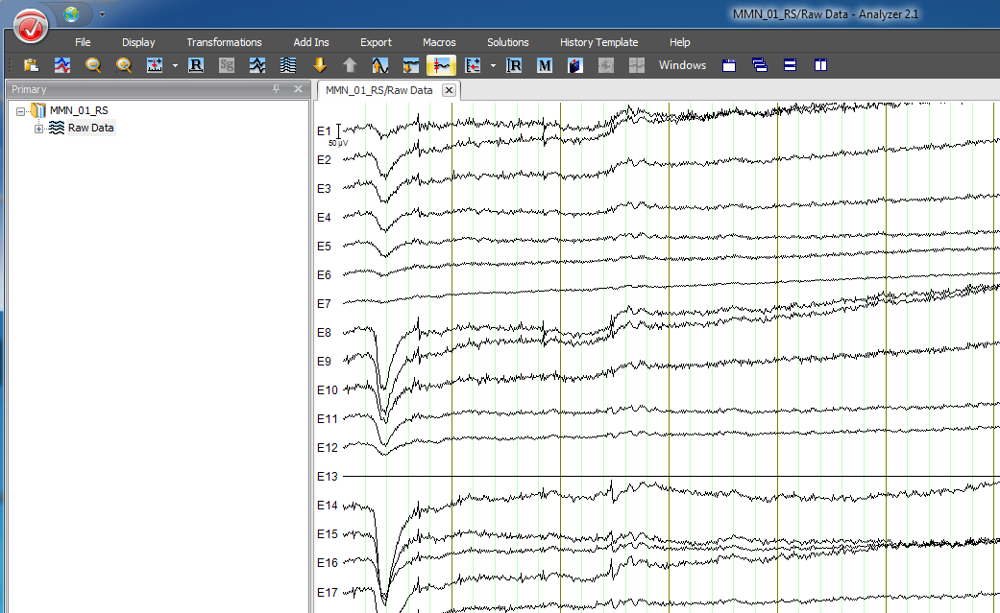 MMN_01_RS/Raw Data - Analyzer 2.1
File Display Transformations Add Ins Export Macros Solutions History Template Help
R Sg R M Windows
Primary
MMN_01_RS/Raw Data
MMN_01_RS
Raw Data
E1
50 µV
E2
E3
E4
E5
E6
E7
E8
E9
E10
E11
E12
E13
E14
E15
E16
E17